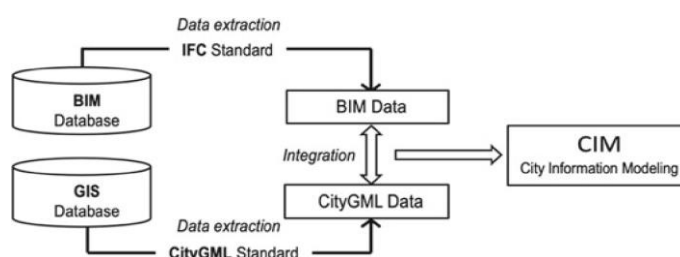 Data extraction
IFC Standard
BIM
Database
BIM Data
Integration
CIM
City Information Modeling
GIS
Database
CityGML Data
Data extraction
CityGML Standard